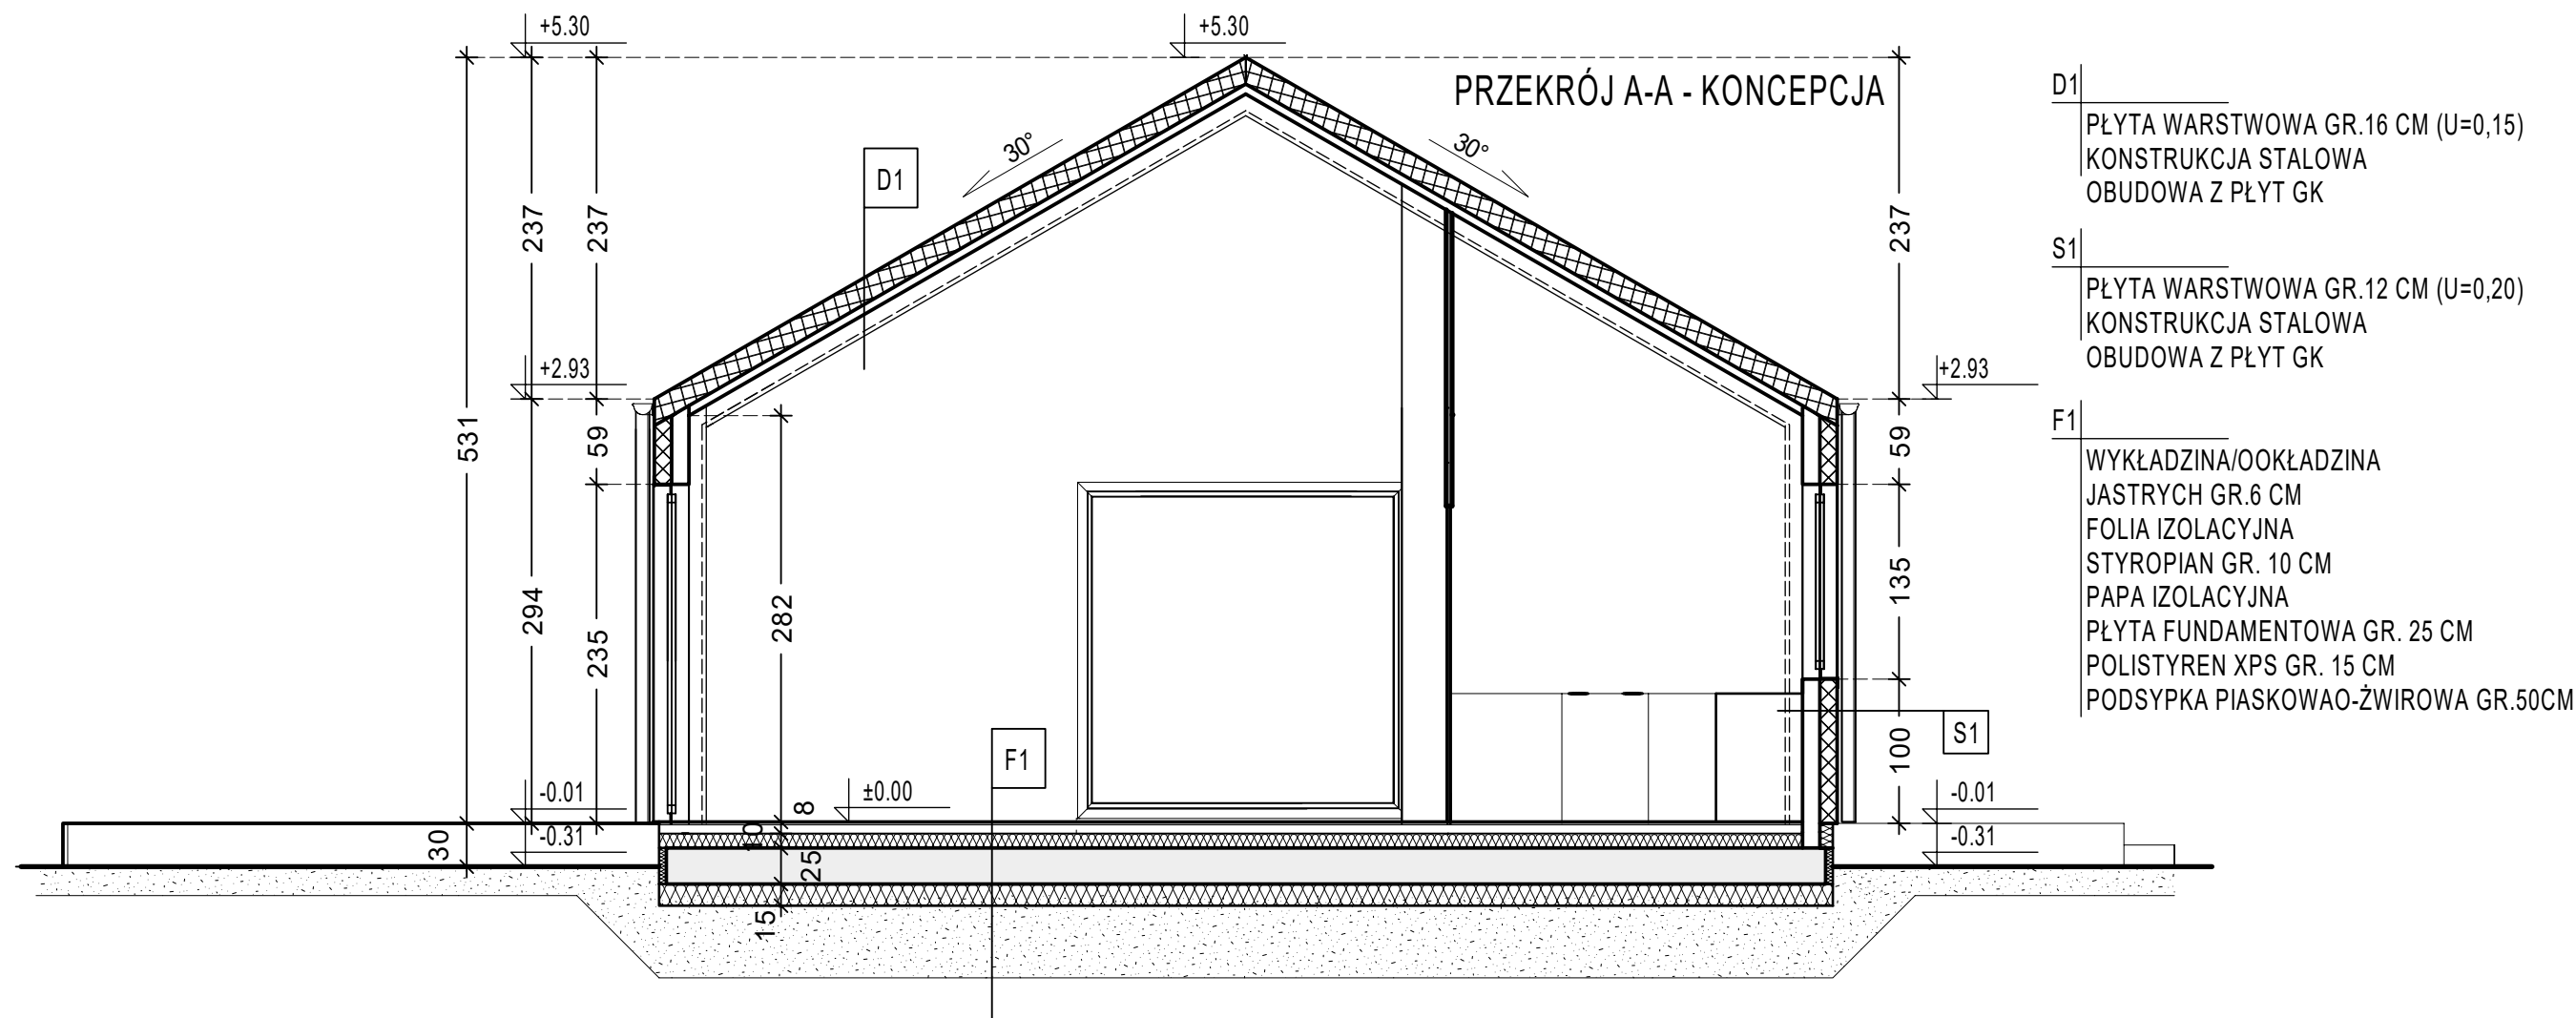 +5.30
+5.30
PRZEKRÓJ A-A - KONCEPCJA
30°
30°
D1
237
237
237
+2.93
+2.93
531
59
59
294
235
282
135
100
F1
S1
±0.00
8
-0.01
-0.01
30
-0.31
-0.31
10
25
15
D1
PŁYTA WARSTWOWA GR.16 CM (U=0,15)
KONSTRUKCJA STALOWA
OBUDOWA Z PŁYT GK
S1
PŁYTA WARSTWOWA GR.12 CM (U=0,20)
KONSTRUKCJA STALOWA
OBUDOWA Z PŁYT GK
F1
WYKŁADZINA/OOKŁADZINA
JASTRYCH GR.6 CM
FOLIA IZOLACYJNA
STYROPIAN GR. 10 CM
PAPA IZOLACYJNA
PŁYTA FUNDAMENTOWA GR. 25 CM
POLISTYREN XPS GR. 15 CM
PODSYPKA PIASKOWAO-ŻWIROWA GR.50CM